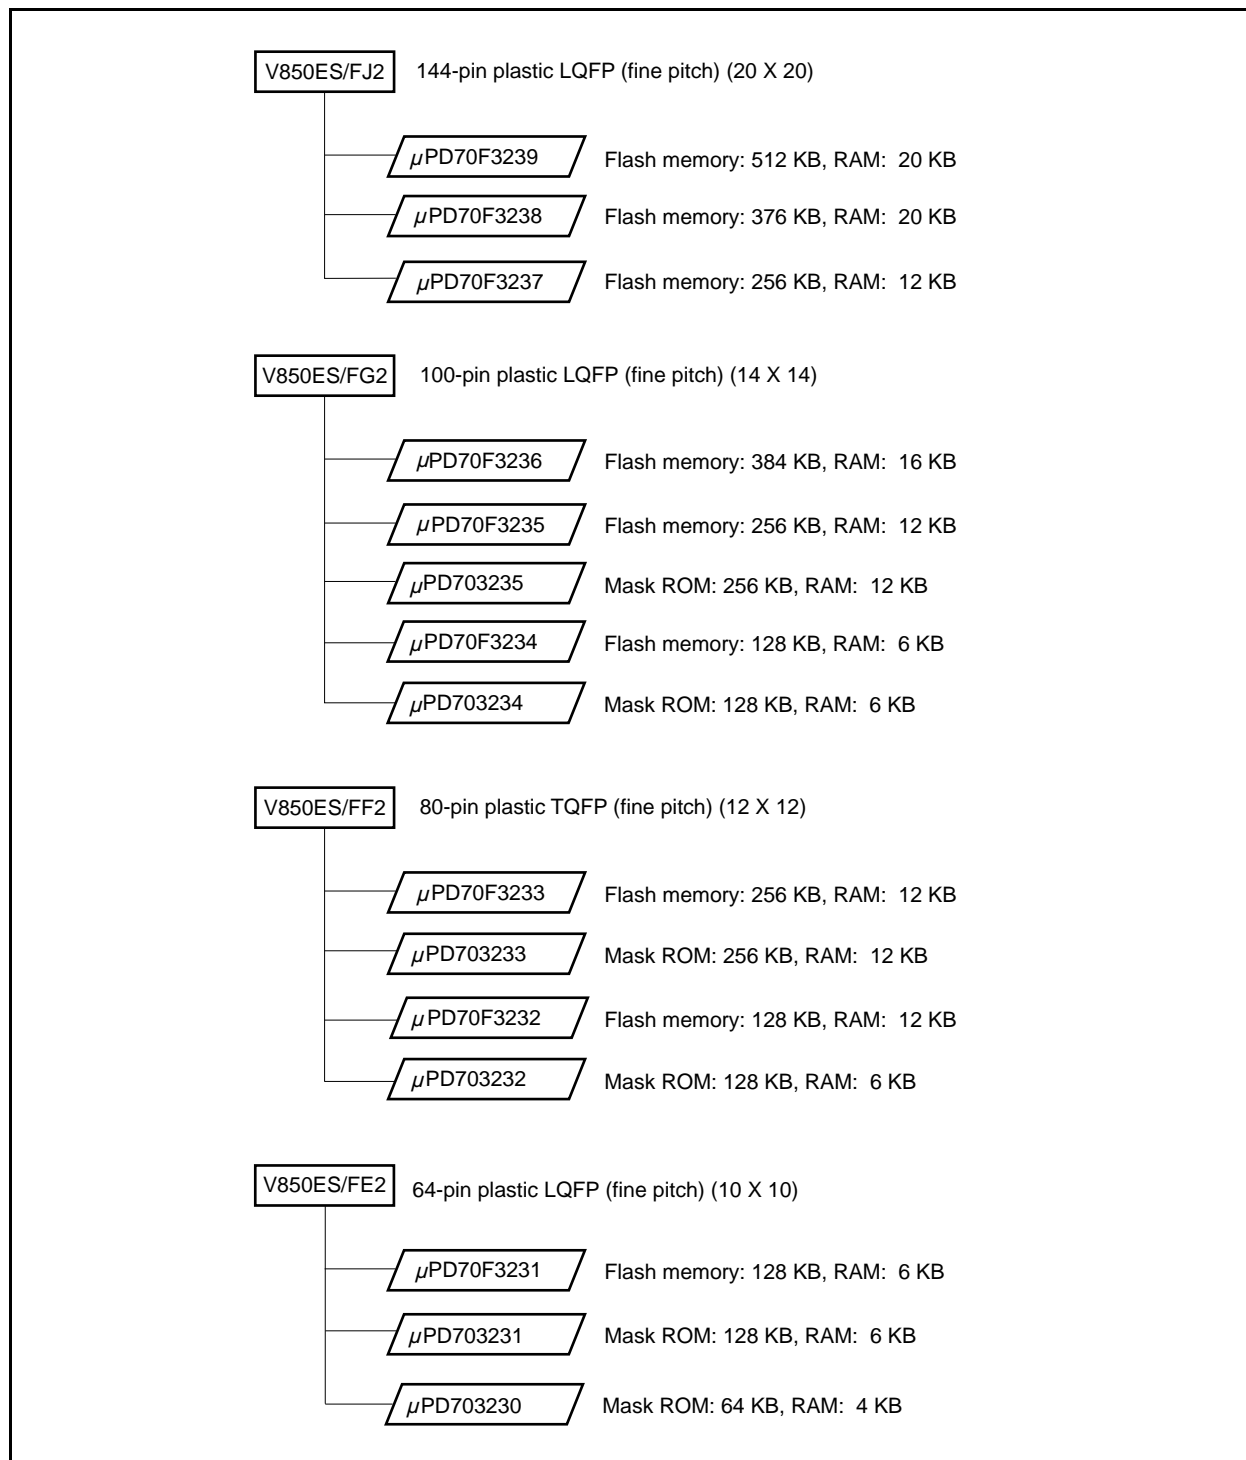 V850ES/FJ2 144-pin plastic LQFP (fine pitch) (20 X 20)
µPD70F3239 Flash memory: 512 KB, RAM: 20 KB
µPD70F3238 Flash memory: 376 KB, RAM: 20 KB
µPD70F3237 Flash memory: 256 KB, RAM: 12 KB
V850ES/FG2 100-pin plastic LQFP (fine pitch) (14 X 14)
µPD70F3236 Flash memory: 384 KB, RAM: 16 KB
µPD70F3235 Flash memory: 256 KB, RAM: 12 KB
µPD703235 Mask ROM: 256 KB, RAM: 12 KB
µPD70F3234 Flash memory: 128 KB, RAM: 6 KB
µPD703234 Mask ROM: 128 KB, RAM: 6 KB
V850ES/FF2 80-pin plastic TQFP (fine pitch) (12 X 12)
µPD70F3233 Flash memory: 256 KB, RAM: 12 KB
µPD703233 Mask ROM: 256 KB, RAM: 12 KB
µPD70F3232 Flash memory: 128 KB, RAM: 12 KB
µPD703232 Mask ROM: 128 KB, RAM: 6 KB
V850ES/FE2 64-pin plastic LQFP (fine pitch) (10 X 10)
µPD70F3231 Flash memory: 128 KB, RAM: 6 KB
µPD703231 Mask ROM: 128 KB, RAM: 6 KB
µPD703230 Mask ROM: 64 KB, RAM: 4 KB